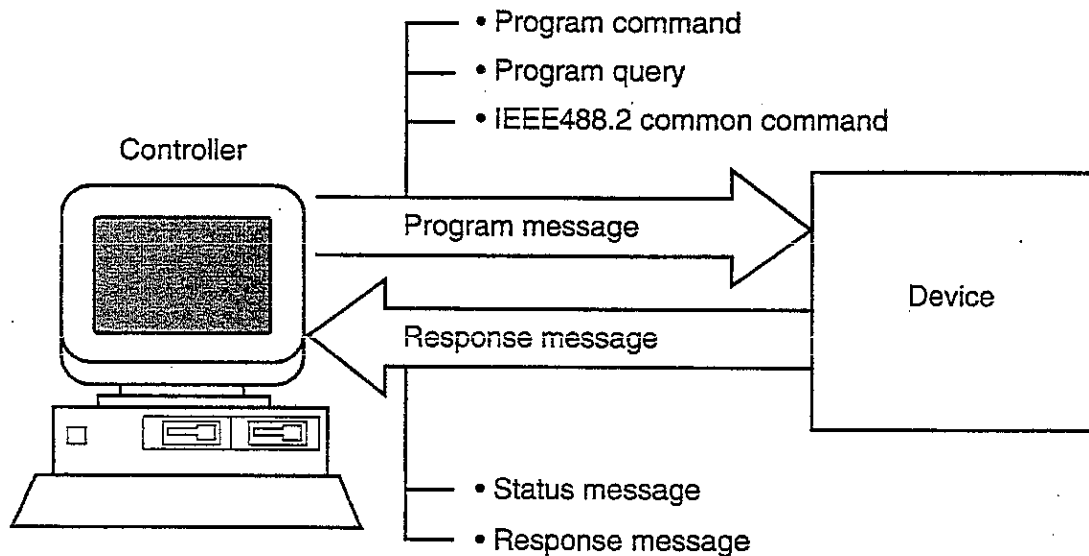 • Program command
• Program query
• IEEE488.2 common command
Controller
Program message
Device
Response message
• Status message
• Response message